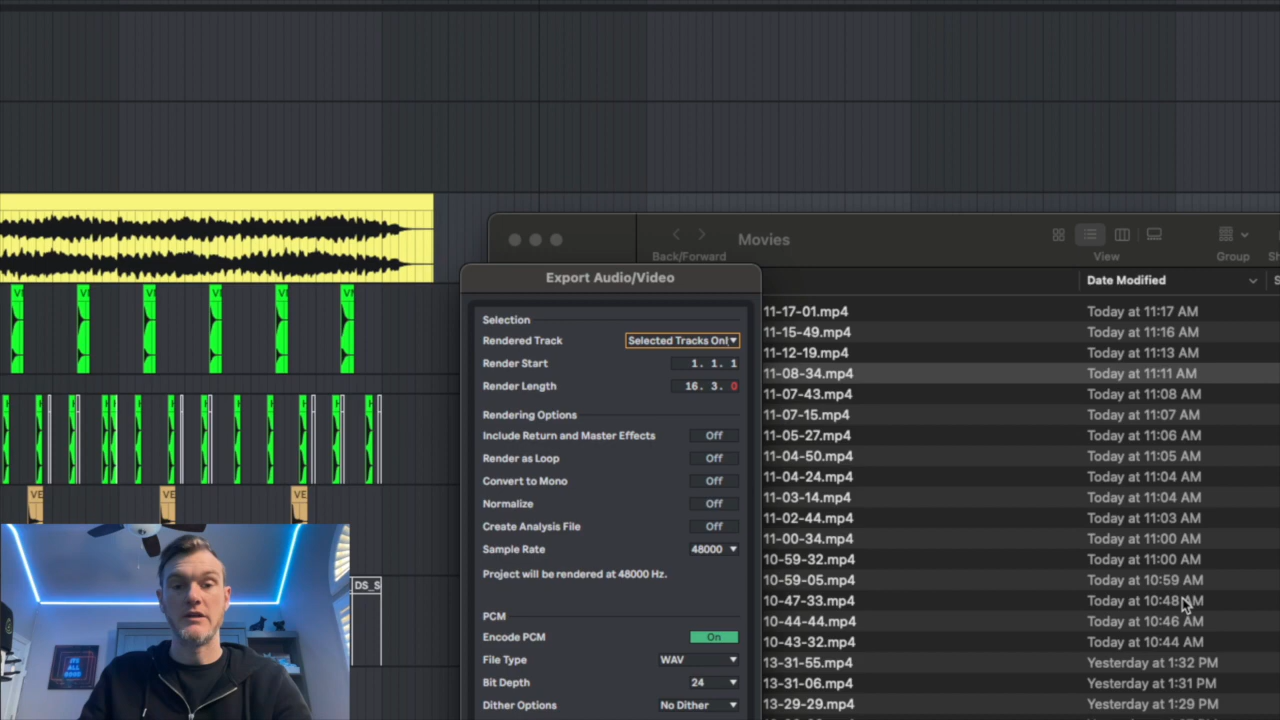 Movies
Back/Forward
View
Group
Export Audio/Video
Date Modified
Selection
Rendered Track Selected Tracks Onl
Render Start 1. 1. 1
Render Length 16. 3. 0
Rendering Options
Include Return and Master Effects Off
Render as Loop Off
Convert to Mono Off
Normalize Off
Create Analysis File Off
Sample Rate 48000
Project will be rendered at 48000 Hz.
PCM
Encode PCM On
File Type WAV
Bit Depth 24
Dither Options No Dither
11-17-01.mp4 Today at 11:17 AM
11-15-49.mp4 Today at 11:16 AM
11-12-19.mp4 Today at 11:13 AM
11-08-34.mp4 Today at 11:11 AM
11-07-43.mp4 Today at 11:08 AM
11-07-15.mp4 Today at 11:07 AM
11-05-27.mp4 Today at 11:06 AM
11-04-50.mp4 Today at 11:05 AM
11-04-24.mp4 Today at 11:04 AM
11-03-14.mp4 Today at 11:04 AM
11-02-44.mp4 Today at 11:03 AM
11-00-34.mp4 Today at 11:00 AM
10-59-32.mp4 Today at 11:00 AM
10-59-05.mp4 Today at 10:59 AM
10-47-33.mp4 Today at 10:48 AM
10-44-44.mp4 Today at 10:46 AM
10-43-32.mp4 Today at 10:44 AM
13-31-55.mp4 Yesterday at 1:32 PM
13-31-06.mp4 Yesterday at 1:31 PM
13-29-29.mp4 Yesterday at 1:29 PM
VE
VE
VE
DS_S